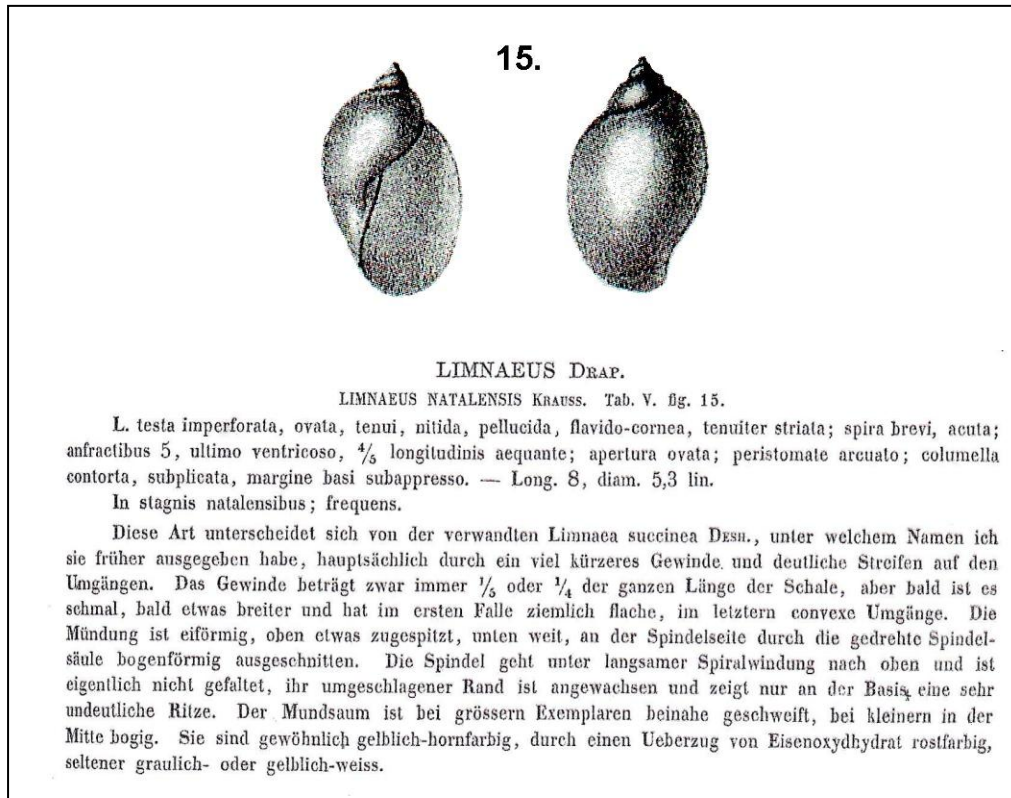 15.
LIMNAEUS DRAP.
LIMNAEUS NATALENSIS KRAUSS. Tab. V. fig. 15.
L. testa imperforata, ovata, tenui, nitida, pellucida, flavido-cornea, tenuiter striata; spira brevi, acuta;
anfractibus 5, ultimo ventricoso, ⅘ longitudinis aequante; apertura ovata; peristomate arcuato; columella
contorta, subplicata, margine basi subappresso. — Long. 8, diam. 5,3 lin.
In stagnis natalensibus; frequens.
Diese Art unterscheidet sich von der verwandten Limnaea succinea DESH., unter welchem Namen ich
sie früher ausgegeben habe, hauptsächlich durch ein viel kürzeres Gewinde und deutliche Streifen auf den
Umgängen. Das Gewinde beträgt zwar immer ⅕ oder ¼ der ganzen Länge der Schale, aber bald ist es
schmal, bald etwas breiter und hat im ersten Falle ziemlich flache, im letztern convexe Umgänge. Die
Mündung ist eiförmig, oben etwas zugespitzt, unten weit, an der Spindelseite durch die gedrehte Spindel-
säule bogenförmig ausgeschnitten. Die Spindel geht unter langsamer Spiralwindung nach oben und ist
eigentlich nicht gefaltet, ihr umgeschlagener Rand ist angewachsen und zeigt nur an der Basis eine sehr
undeutliche Ritze. Der Mundsaum ist bei grössern Exemplaren beinahe geschweift, bei kleinern in der
Mitte bogig. Sie sind gewöhnlich gelblich-hornfarbig, durch einen Ueberzug von Eisenoxydhydrat rostfarbig,
seltener graulich- oder gelblich-weiss.